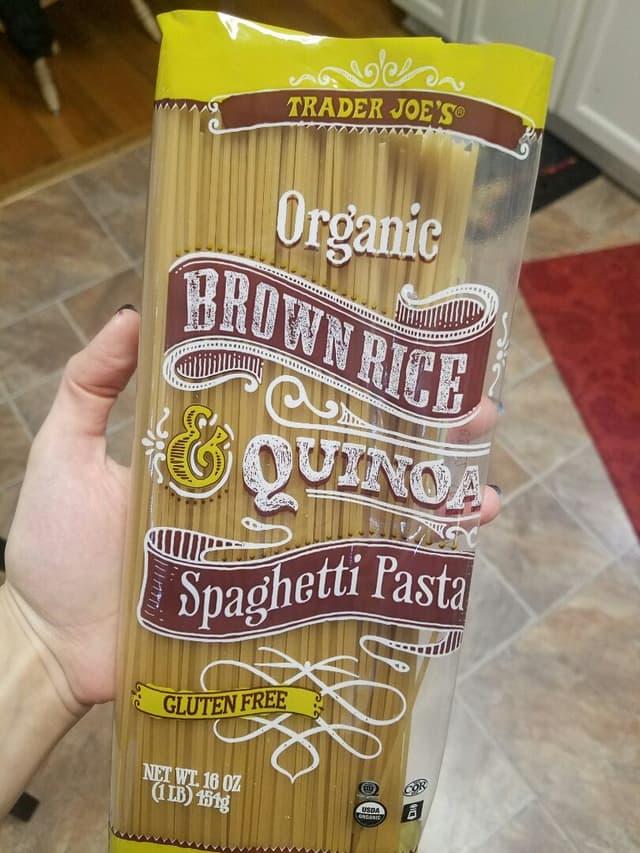 TRADER JOE'S®
Organic
BROWN RICE
& QUINOA
Spaghetti Pasta
GLUTEN FREE
NET WT. 16 OZ
(1 LB) 454g
USDA
ORGANIC
COR